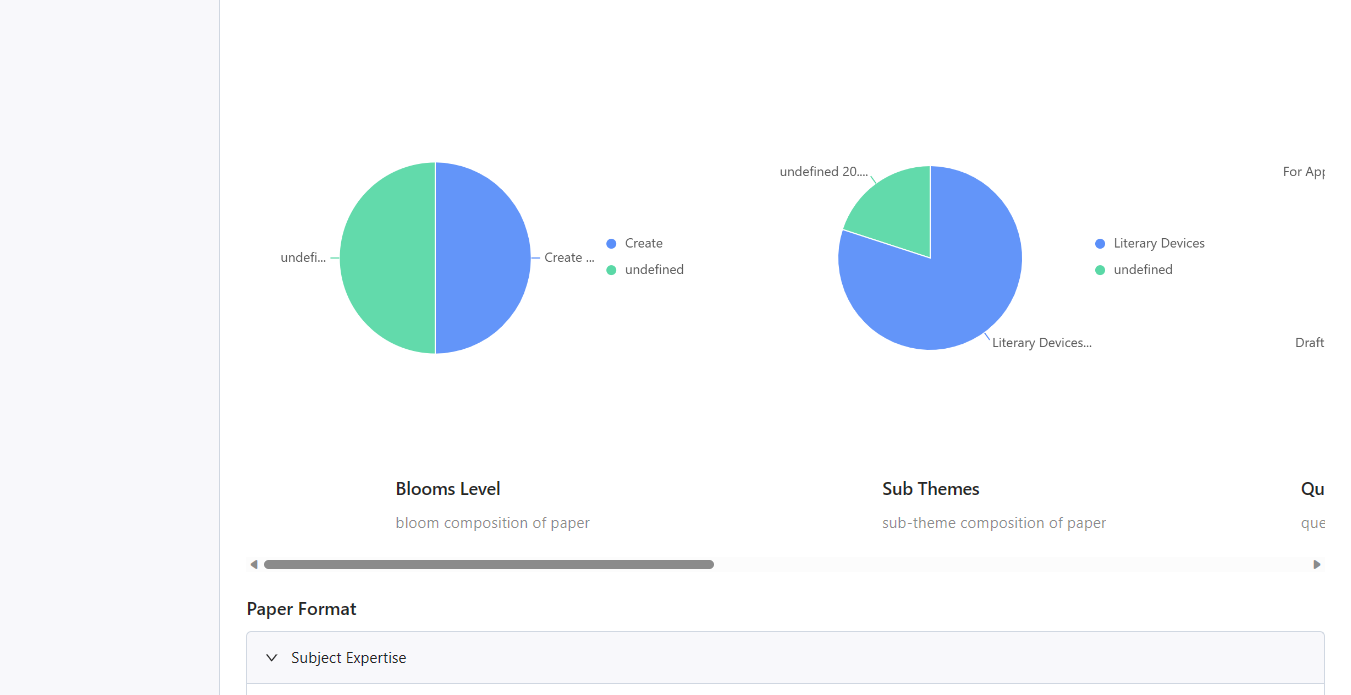 undefi...
Create ...
Create
undefined
undefined 20....
Literary Devices...
Literary Devices
undefined
For App
Draft
Blooms Level
bloom composition of paper
Sub Themes
sub-theme composition of paper
Qu
que
Paper Format
Subject Expertise